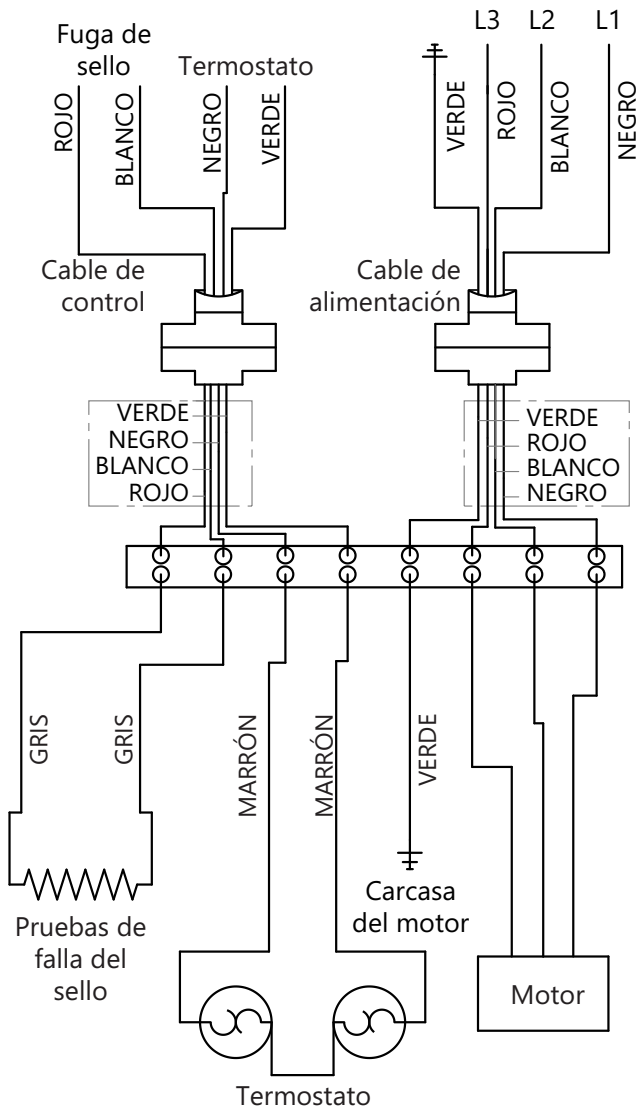 Fuga de
sello
Termostato
L3
L2
L1
ROJO
BLANCO
NEGRO
VERDE
VERDE
ROJO
BLANCO
NEGRO
Cable de
control
Cable de
alimentación
VERDE
NEGRO
BLANCO
ROJO
VERDE
ROJO
BLANCO
NEGRO
GRIS
GRIS
MARRÓN
MARRÓN
VERDE
Pruebas de
falla del
sello
Carcasa
del motor
Motor
Termostato